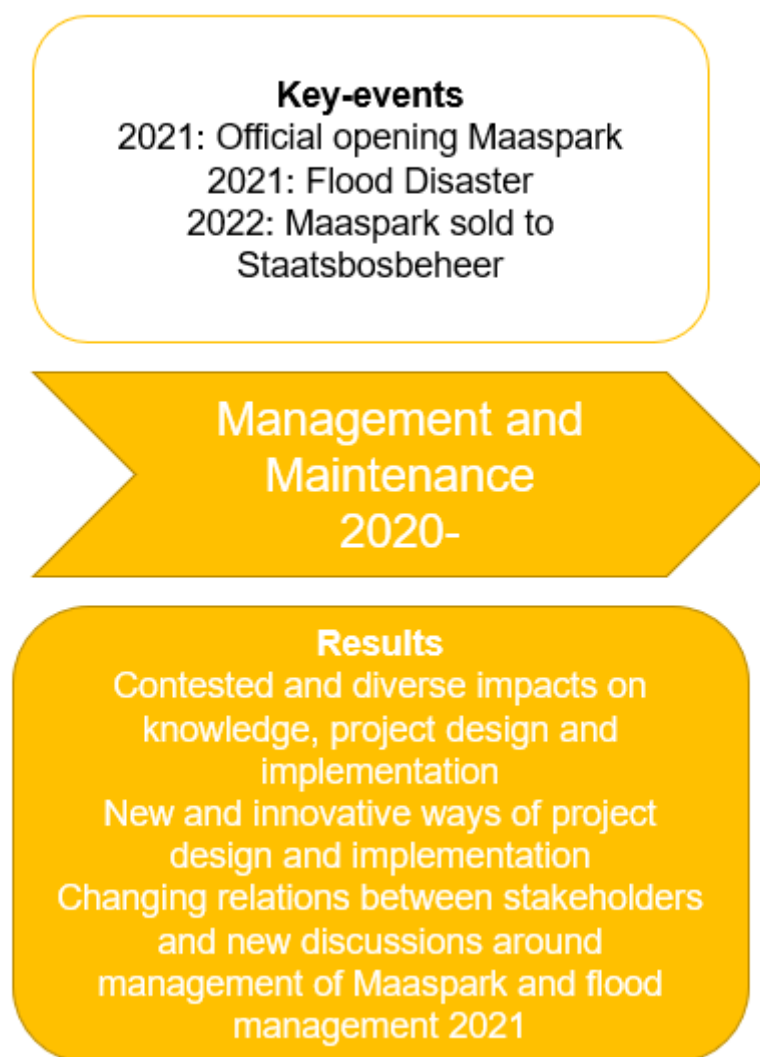 Key-events
2021: Official opening Maaspark
2021: Flood Disaster
2022: Maaspark sold to
Staatsbosbeheer
Management and
Maintenance
2020-
Results
Contested and diverse impacts on
knowledge, project design and
implementation
New and innovative ways of project
design and implementation
Changing relations between stakeholders
and new discussions around
management of Maaspark and flood
management 2021